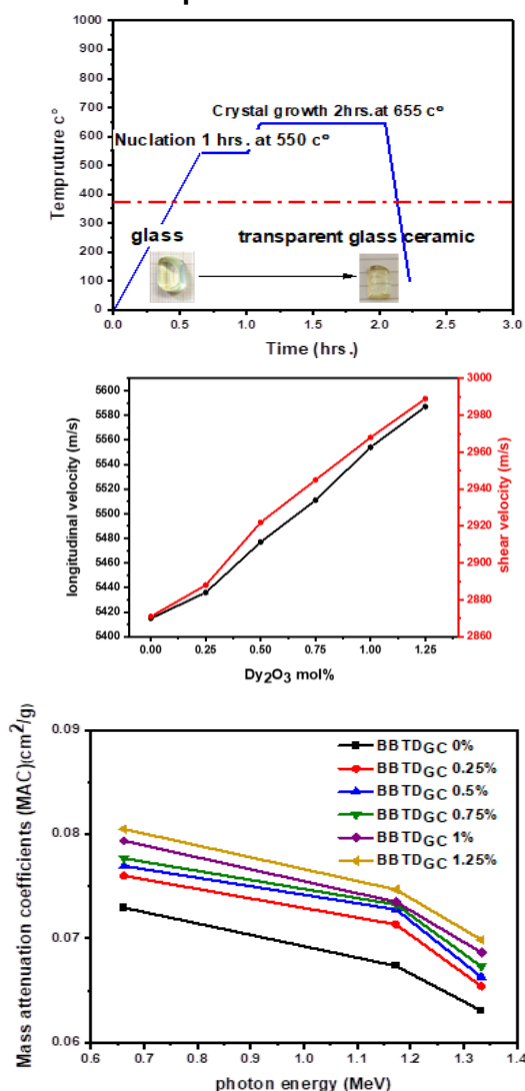 1000
900
800
700
600
500
400
300
200
100
0
Tempruture c°
Crystal growth 2hrs.at 655 c°
Nuclation 1 hrs. at 550 c°
glass
transparent glass ceramic
0.0 0.5 1.0 1.5 2.0 2.5 3.0
Time (hrs.)
5600
5580
5560
5540
5520
5500
5480
5460
5440
5420
5400
longitudinal velocity (m/s)
3000
2980
2960
2940
2920
2900
2880
2860
shear velocity (m/s)
0.00 0.25 0.50 0.75 1.00 1.25
Dy2O3 mol%
0.09
0.08
0.07
0.06
Mass attenuation coefficients (MAC)(cm2/g)
BBTDGC 0%
BBTDGC 0.25%
BBTDGC 0.5%
BBTDGC 0.75%
BBTDGC 1%
BBTDGC 1.25%
0.6 0.7 0.8 0.9 1.0 1.1 1.2 1.3 1.4
photon energy (MeV)